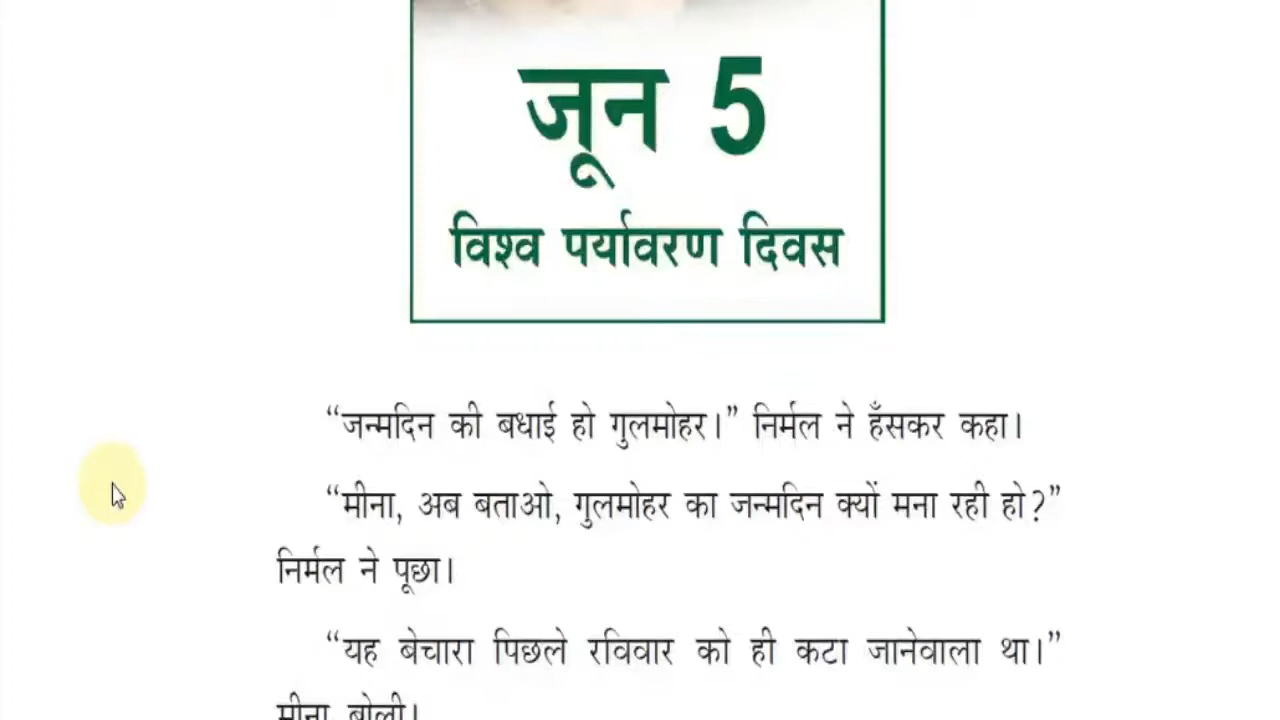 जून 5
विश्व पर्यावरण दिवस
“जन्मदिन की बधाई हो गुलमोहर।” निर्मल ने हँसकर कहा।
“मीना, अब बताओ, गुलमोहर का जन्मदिन क्यों मना रही हो?”
निर्मल ने पूछा।
“यह बेचारा पिछले रविवार को ही कटा जानेवाला था।”
मीना बोली।